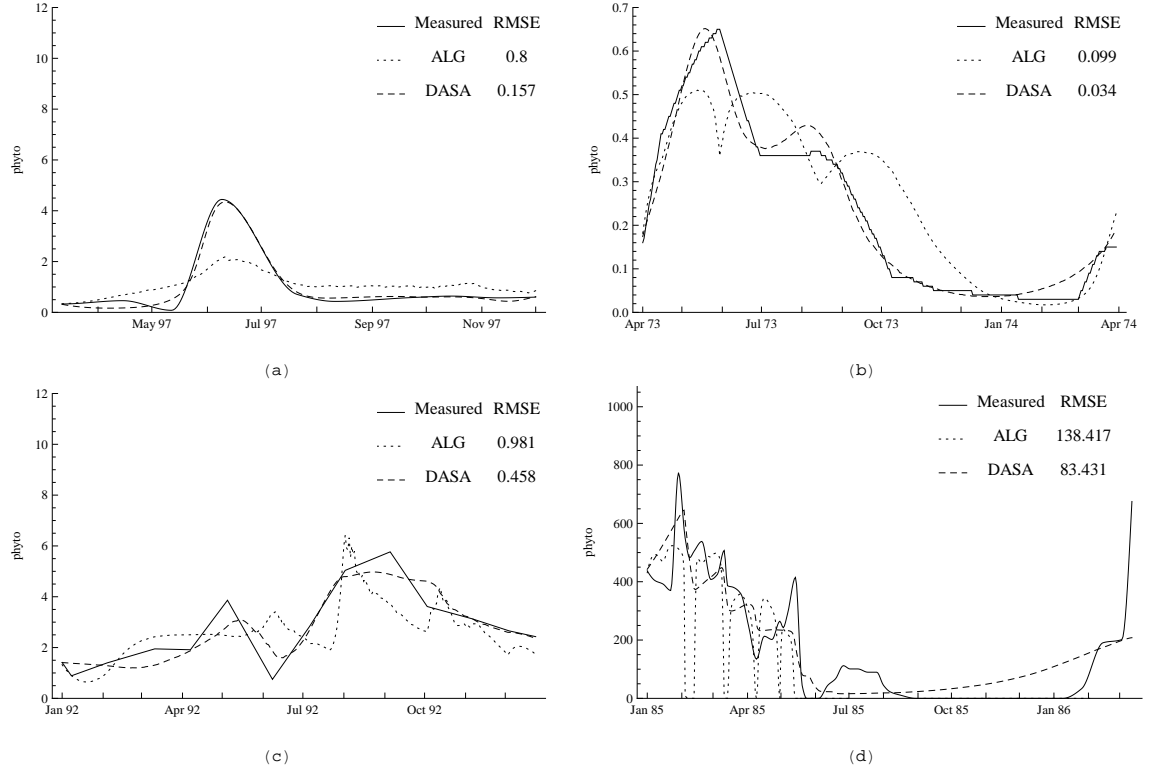 12
10
8
6
4
2
0
phyto
May 97 Jul 97 Sep 97 Nov 97
Measured RMSE
ALG 0.8
DASA 0.157
(a)
0.7
0.6
0.5
0.4
0.3
0.2
0.1
0.0
phyto
Apr 73 Jul 73 Oct 73 Jan 74 Apr 74
Measured RMSE
ALG 0.099
DASA 0.034
(b)
12
10
8
6
4
2
0
phyto
Jan 92 Apr 92 Jul 92 Oct 92
Measured RMSE
ALG 0.981
DASA 0.458
(c)
1000
800
600
400
200
0
phyto
Jan 85 Apr 85 Jul 85 Oct 85 Jan 86
Measured RMSE
ALG 138.417
DASA 83.431
(d)